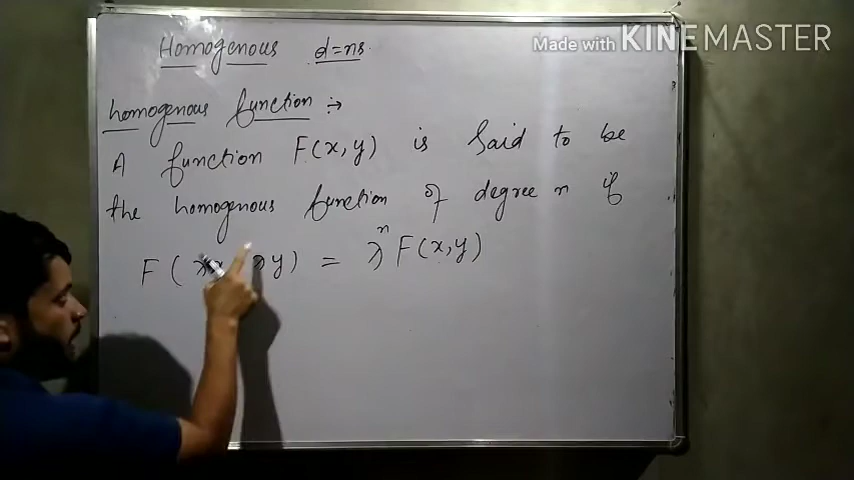 Homogenous d=ns.
Made with KINEMASTER
homogenous function :→
A function F(x,y) is said to be
the homogenous function of degree n if
F(λx, λy) = λⁿ F(x,y)